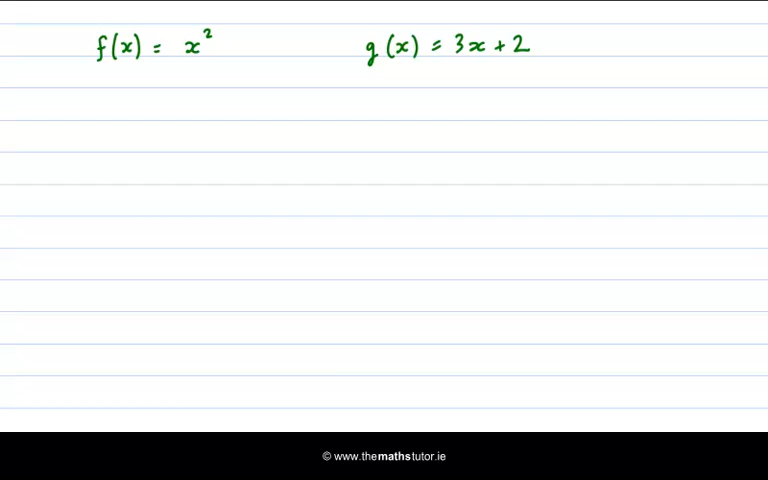 f(x) = x² g(x) = 3x + 2
© www.themathstutor.ie